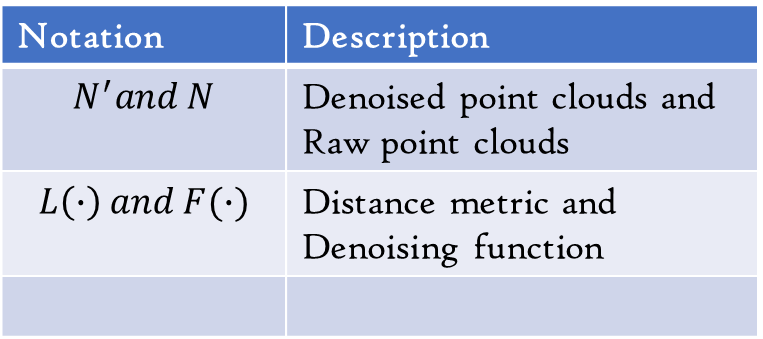 Notation Description
N′and N Denoised point clouds and
Raw point clouds
L(·) and F(·) Distance metric and
Denoising function